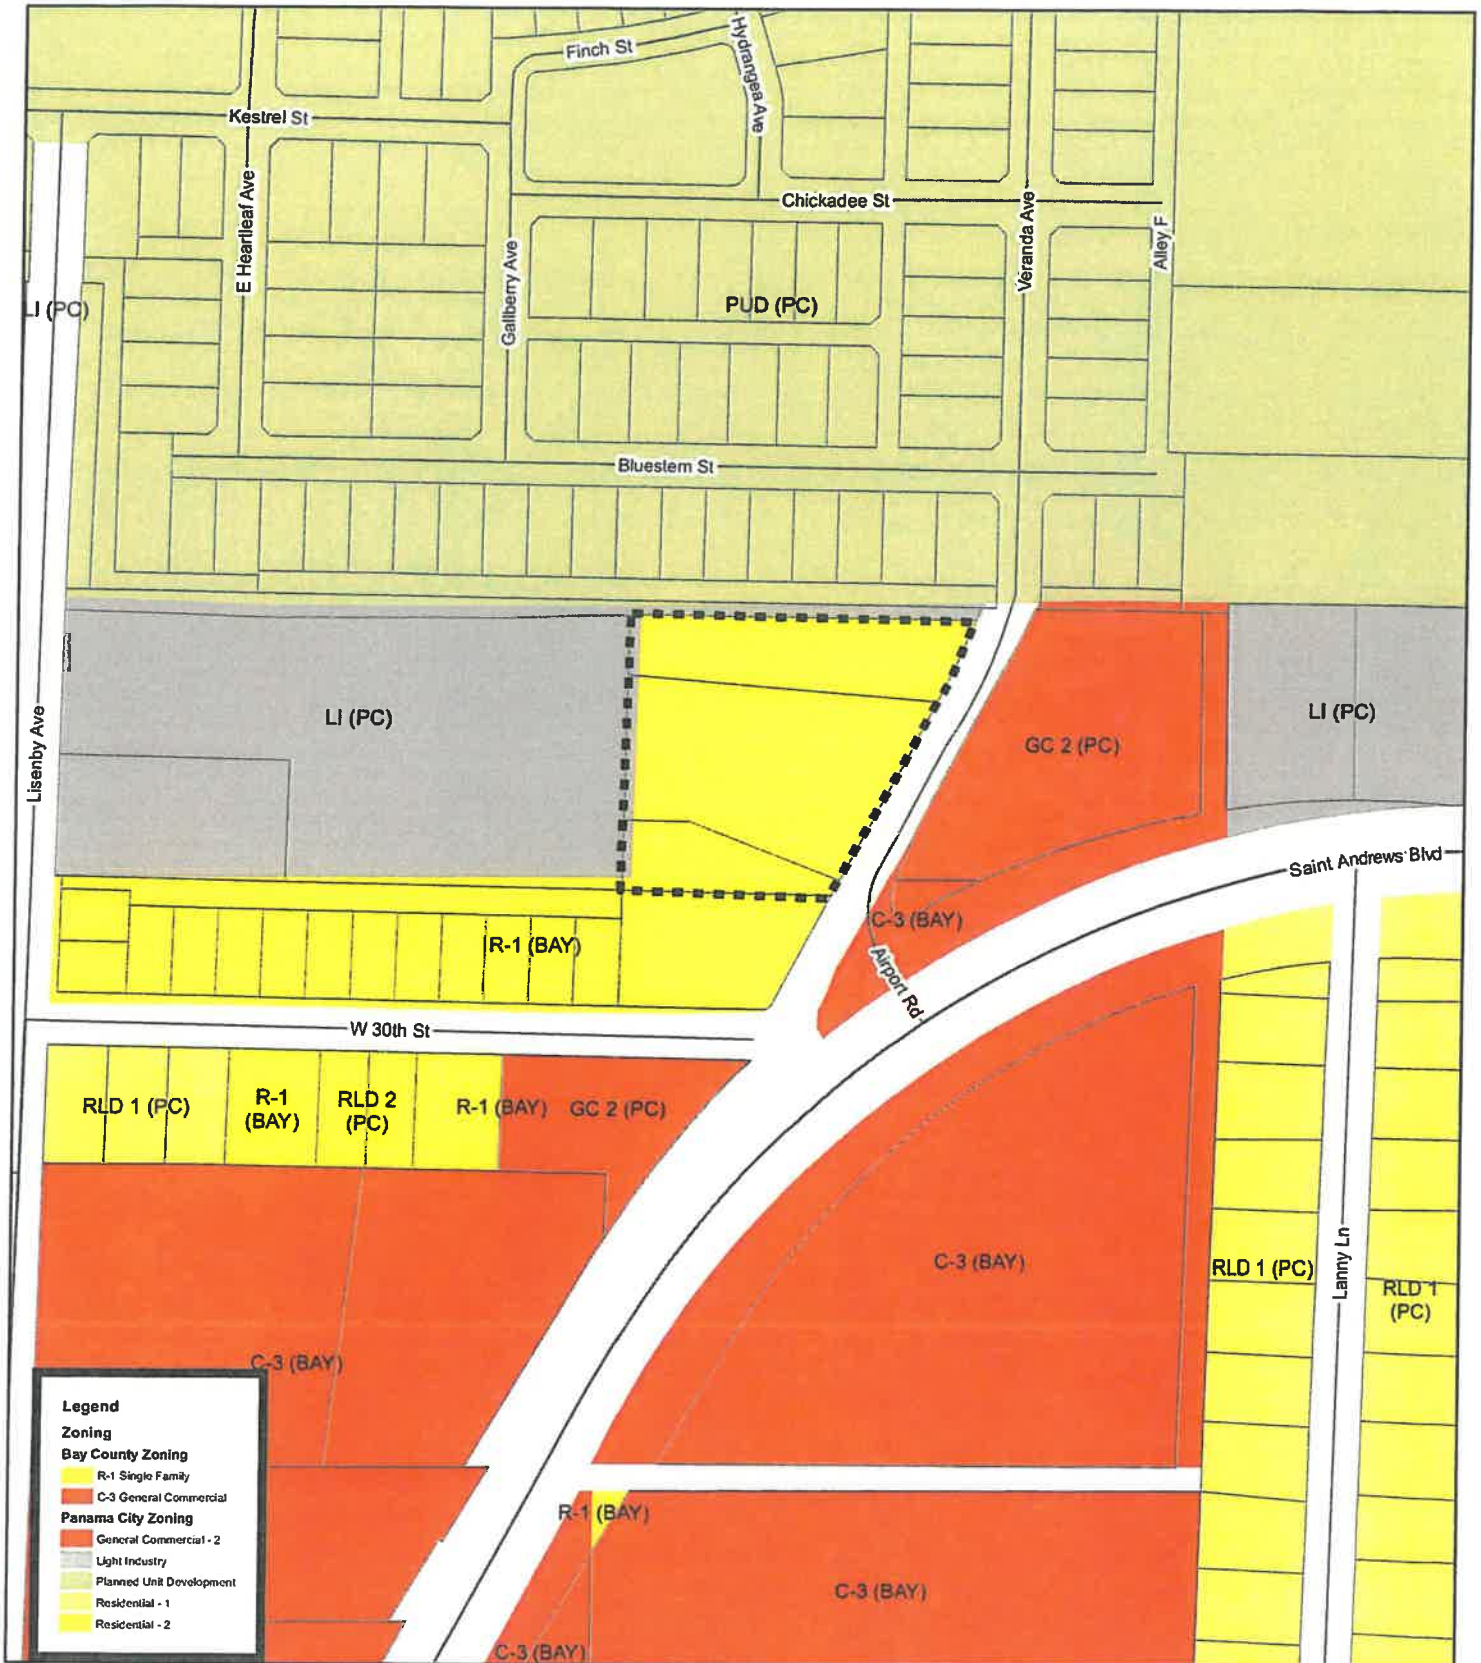 Finch St
Hydrangea Ave
Kestrel St
E Heartleaf Ave
Chickadee St
Gallberry Ave
Veranda Ave
Alley F
LI (PC)
PUD (PC)
Bluestem St
Lisenby Ave
LI (PC)
GC 2 (PC)
LI (PC)
Saint Andrews Blvd
C-3 (BAY)
R-1 (BAY)
Airport Rd
W 30th St
RLD 1 (PC)
R-1
(BAY)
RLD 2
(PC)
R-1 (BAY)
GC 2 (PC)
C-3 (BAY)
RLD 1 (PC)
Lanny Ln
RLD 1
(PC)
C-3 (BAY)
Legend
Zoning
Bay County Zoning
R-1 Single Family
C-3 General Commercial
Panama City Zoning
General Commercial - 2
Light Industry
Planned Unit Development
Residential - 1
Residential - 2
R-1 (BAY)
C-3 (BAY)
C-3 (BAY)